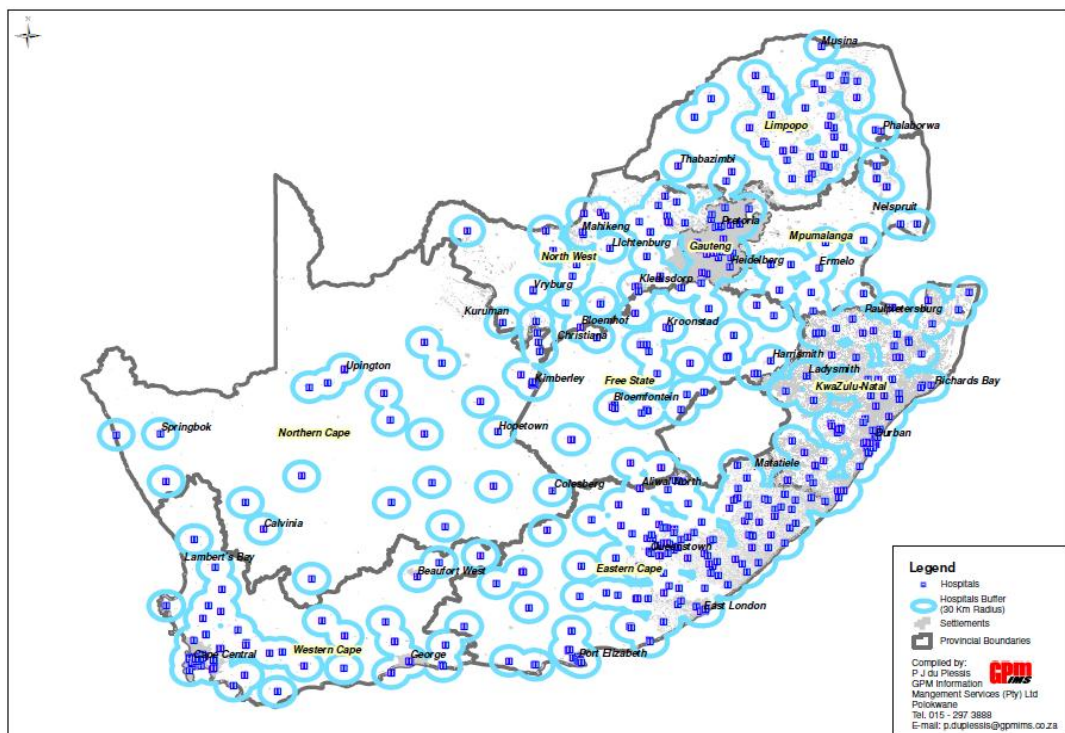 N
Musina
Limpopo
Phalaborwa
Thabazimbi
Nelspruit
Pretoria
Mahikeng
Mpumalanga
Lichtenburg
Gauteng
North West
Heidelberg
Ermelo
Klerksdorp
Vryburg
Paulpietersburg
Kuruman
Bloemhof
Kroonstad
Christiana
Harrismith
Upington
Ladysmith
Kimberley
Free State
KwaZulu-Natal
Richards Bay
Bloemfontein
Springbok
Northern Cape
Hopetown
Durban
Matatiele
Aliwal North
Colesberg
Calvinia
Queenstown
Lambert's Bay
Beaufort West
Eastern Cape
East London
Western Cape
Cape Central
George
Port Elizabeth
Legend
Hospitals
Hospitals Buffer
(30 Km Radius)
Settlements
Provincial Boundaries
Compiled by:
P J du Plessis
GPM Information
Mangement Services (Pty) Ltd
Polokwane
Tel. 015 - 297 3888
E-mail: p.duplessis@gpmims.co.za
GPM
IMS